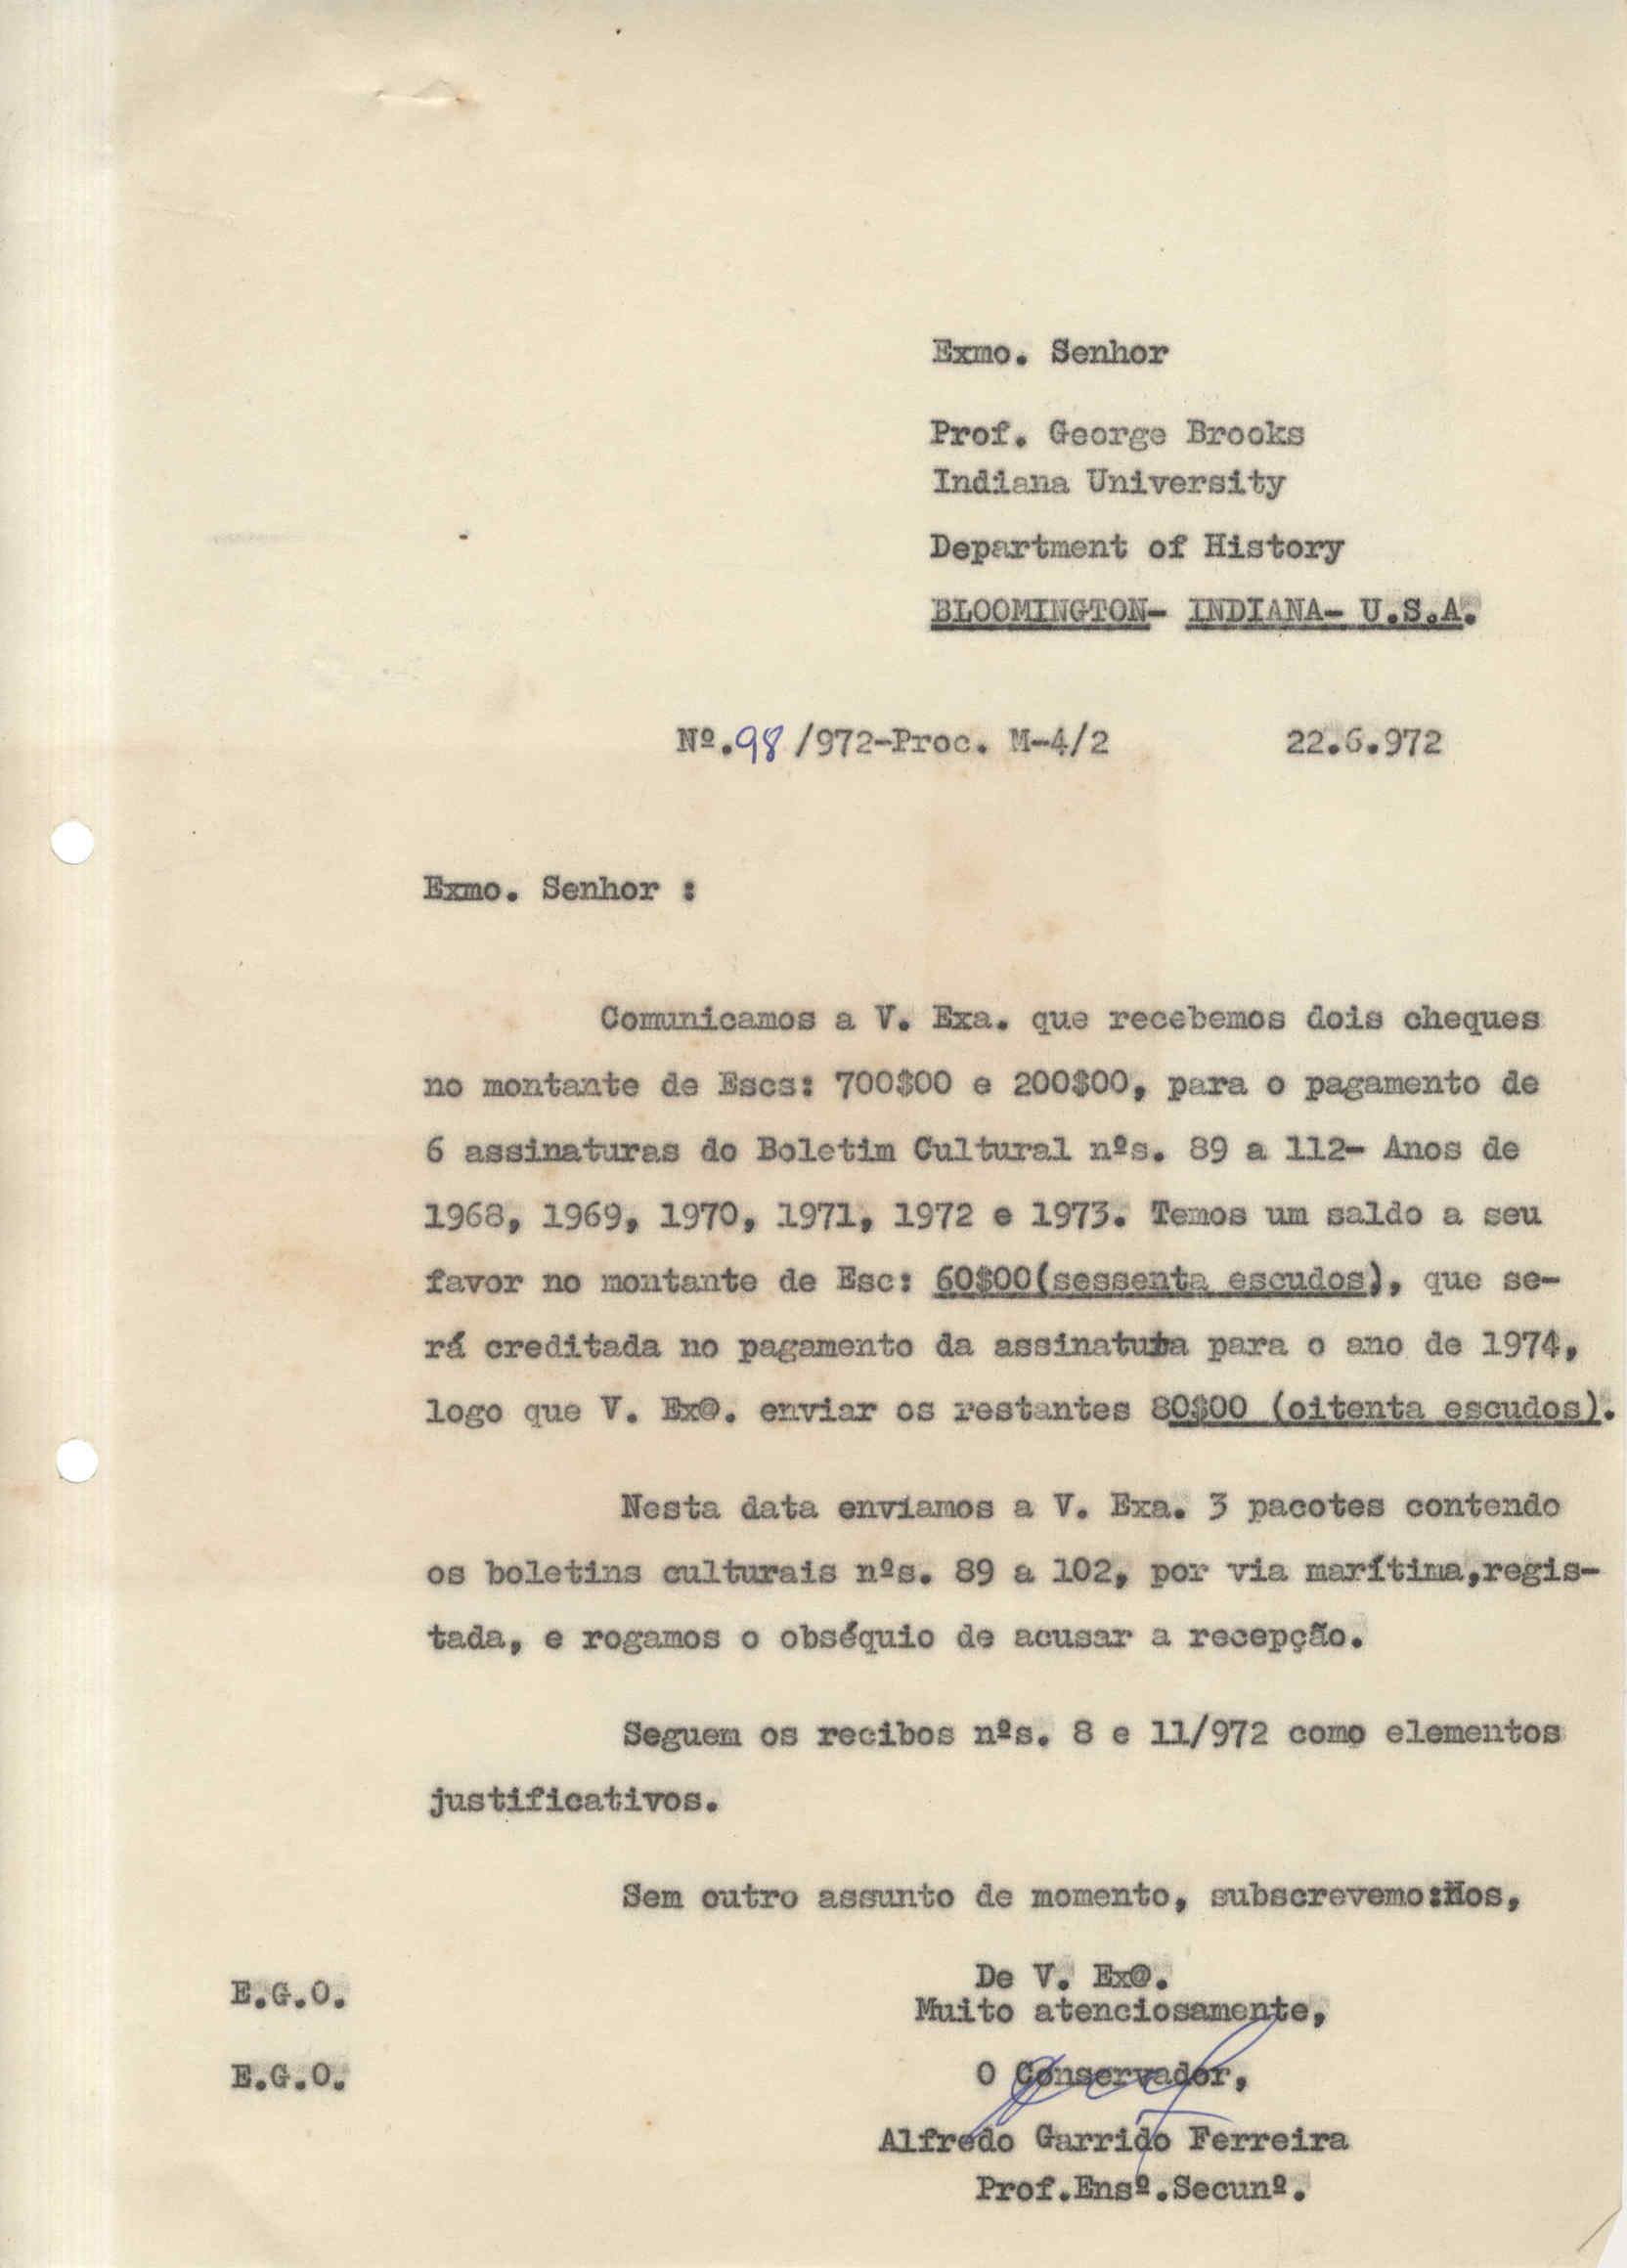 Exmo. Senhor
Prof. George Brooks
Indiana University
Department of History
BLOOMINGTON- INDIANA- U.S.A.
Nº.98/972-Proc. M-4/2 22.6.972
Exmo. Senhor :
Comunicamos a V. Exa. que recebemos dois cheques
no montante de Escs: 700$00 e 200$00, para o pagamento de
6 assinaturas do Boletim Cultural nºs. 89 a 112- Anos de
1968, 1969, 1970, 1971, 1972 e 1973. Temos um saldo a seu
favor no montante de Esc: 60$00(sessenta escudos), que se-
rá creditada no pagamento da assinatura para o ano de 1974,
logo que V. Ex@. enviar os restantes 80$00 (oitenta escudos).
Nesta data enviamos a V. Exa. 3 pacotes contendo
os boletins culturais nºs. 89 a 102, por via marítima,regis-
tada, e rogamos o obséquio de acusar a recepção.
Seguem os recibos nºs. 8 e 11/972 como elementos
justificativos.
Sem outro assunto de momento, subscrevemo:Nos,
De V. Ex@.
Muito atenciosamente,
E.G.O.
E.G.O.
O Conservador,
Alfredo Garrido Ferreira
Prof.Ensº.Secunº.